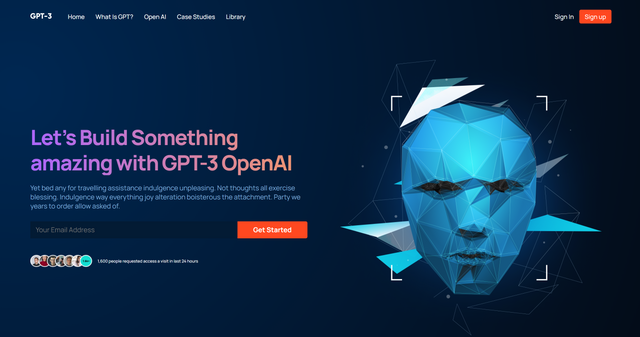 GPT-3
Home
What Is GPT?
Open AI
Case Studies
Library
Sign In
Sign up
Let's Build Something
amazing with GPT-3 OpenAI
Yet bed any for travelling assistance indulgence unpleasing. Not thoughts all exercise
blessing. Indulgence way everything joy alteration boisterous the attachment. Party we
years to order allow asked of.
Your Email Address
Get Started
1,600 people requested access a visit in last 24 hours